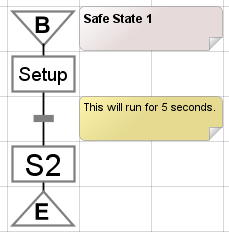 B
Safe State 1
Setup
This will run for 5 seconds.
S2
E